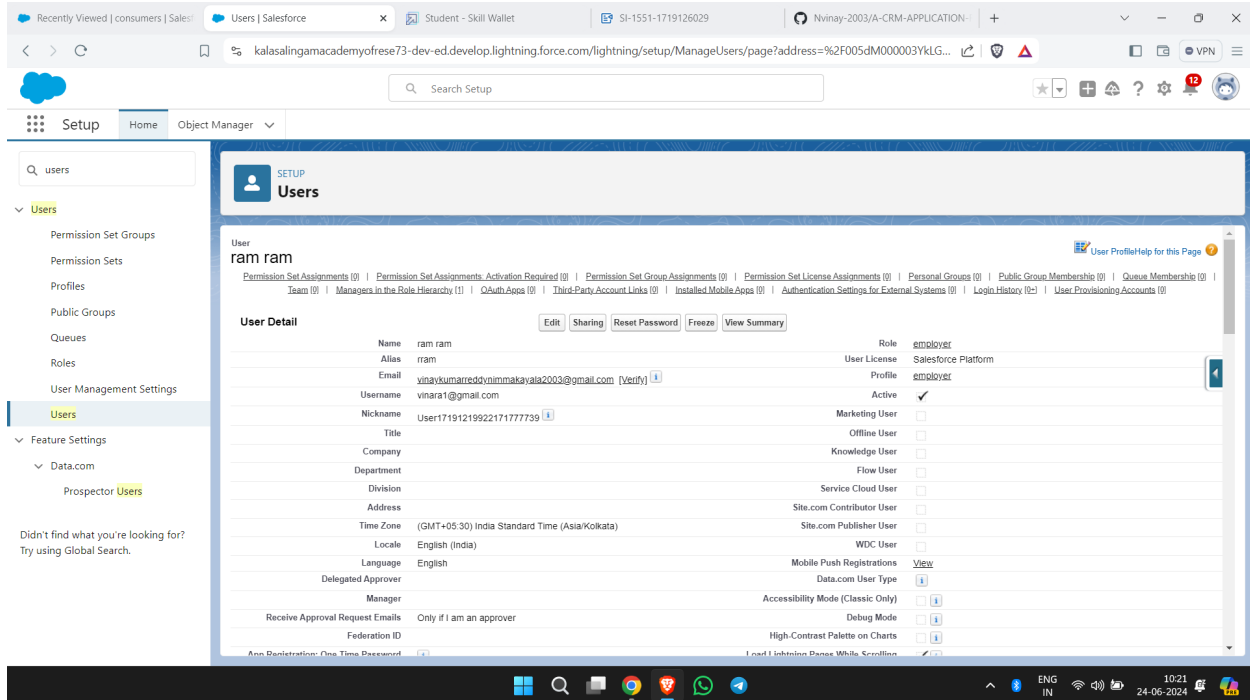 Recently Viewed | consumers | Sales
Users | Salesforce
Student - Skill Wallet
SI-1551-1719126029
Nvinay-2003/A-CRM-APPLICATION-
kalasalingamacademyofrese73-dev-ed.develop.lightning.force.com/lightning/setup/ManageUsers/page?address=%2F005dM000003YkLG...
VPN
Search Setup
12
Setup Home Object Manager
users
Users
Permission Set Groups
Permission Sets
Profiles
Public Groups
Queues
Roles
User Management Settings
Users
Feature Settings
Data.com
Prospector Users
Didn't find what you're looking for?
Try using Global Search.
SETUP
Users
User
ram ram
User Profile Help for this Page
Permission Set Assignments [0] | Permission Set Assignments: Activation Required [0] | Permission Set Group Assignments [0] | Permission Set License Assignments [0] | Personal Groups [0] | Public Group Membership [0] | Queue Membership [0] |
Team [0] | Managers in the Role Hierarchy [1] | OAuth Apps [0] | Third-Party Account Links [0] | Installed Mobile Apps [0] | Authentication Settings for External Systems [0] | Login History [0+] | User Provisioning Accounts [0]
User Detail Edit Sharing Reset Password Freeze View Summary
Name ram ram Role employer
Alias rram User License Salesforce Platform
Email vinaykumarreddynimmakayala2003@gmail.com [Verify] i Profile employer
Username vinara1@gmail.com Active
Nickname User17191219922171777739 i Marketing User
Title Offline User
Company Knowledge User
Department Flow User
Division Service Cloud User
Address Site.com Contributor User
Time Zone (GMT+05:30) India Standard Time (Asia/Kolkata) Site.com Publisher User
Locale English (India) WDC User
Language English Mobile Push Registrations View
Delegated Approver Data.com User Type i
Manager Accessibility Mode (Classic Only) i
Receive Approval Request Emails Only if I am an approver Debug Mode i
Federation ID High-Contrast Palette on Charts i
App Registration: One Time Password i Load Lightning Pages While Scrolling i
ENG
IN
10:21
24-06-2024
PRE